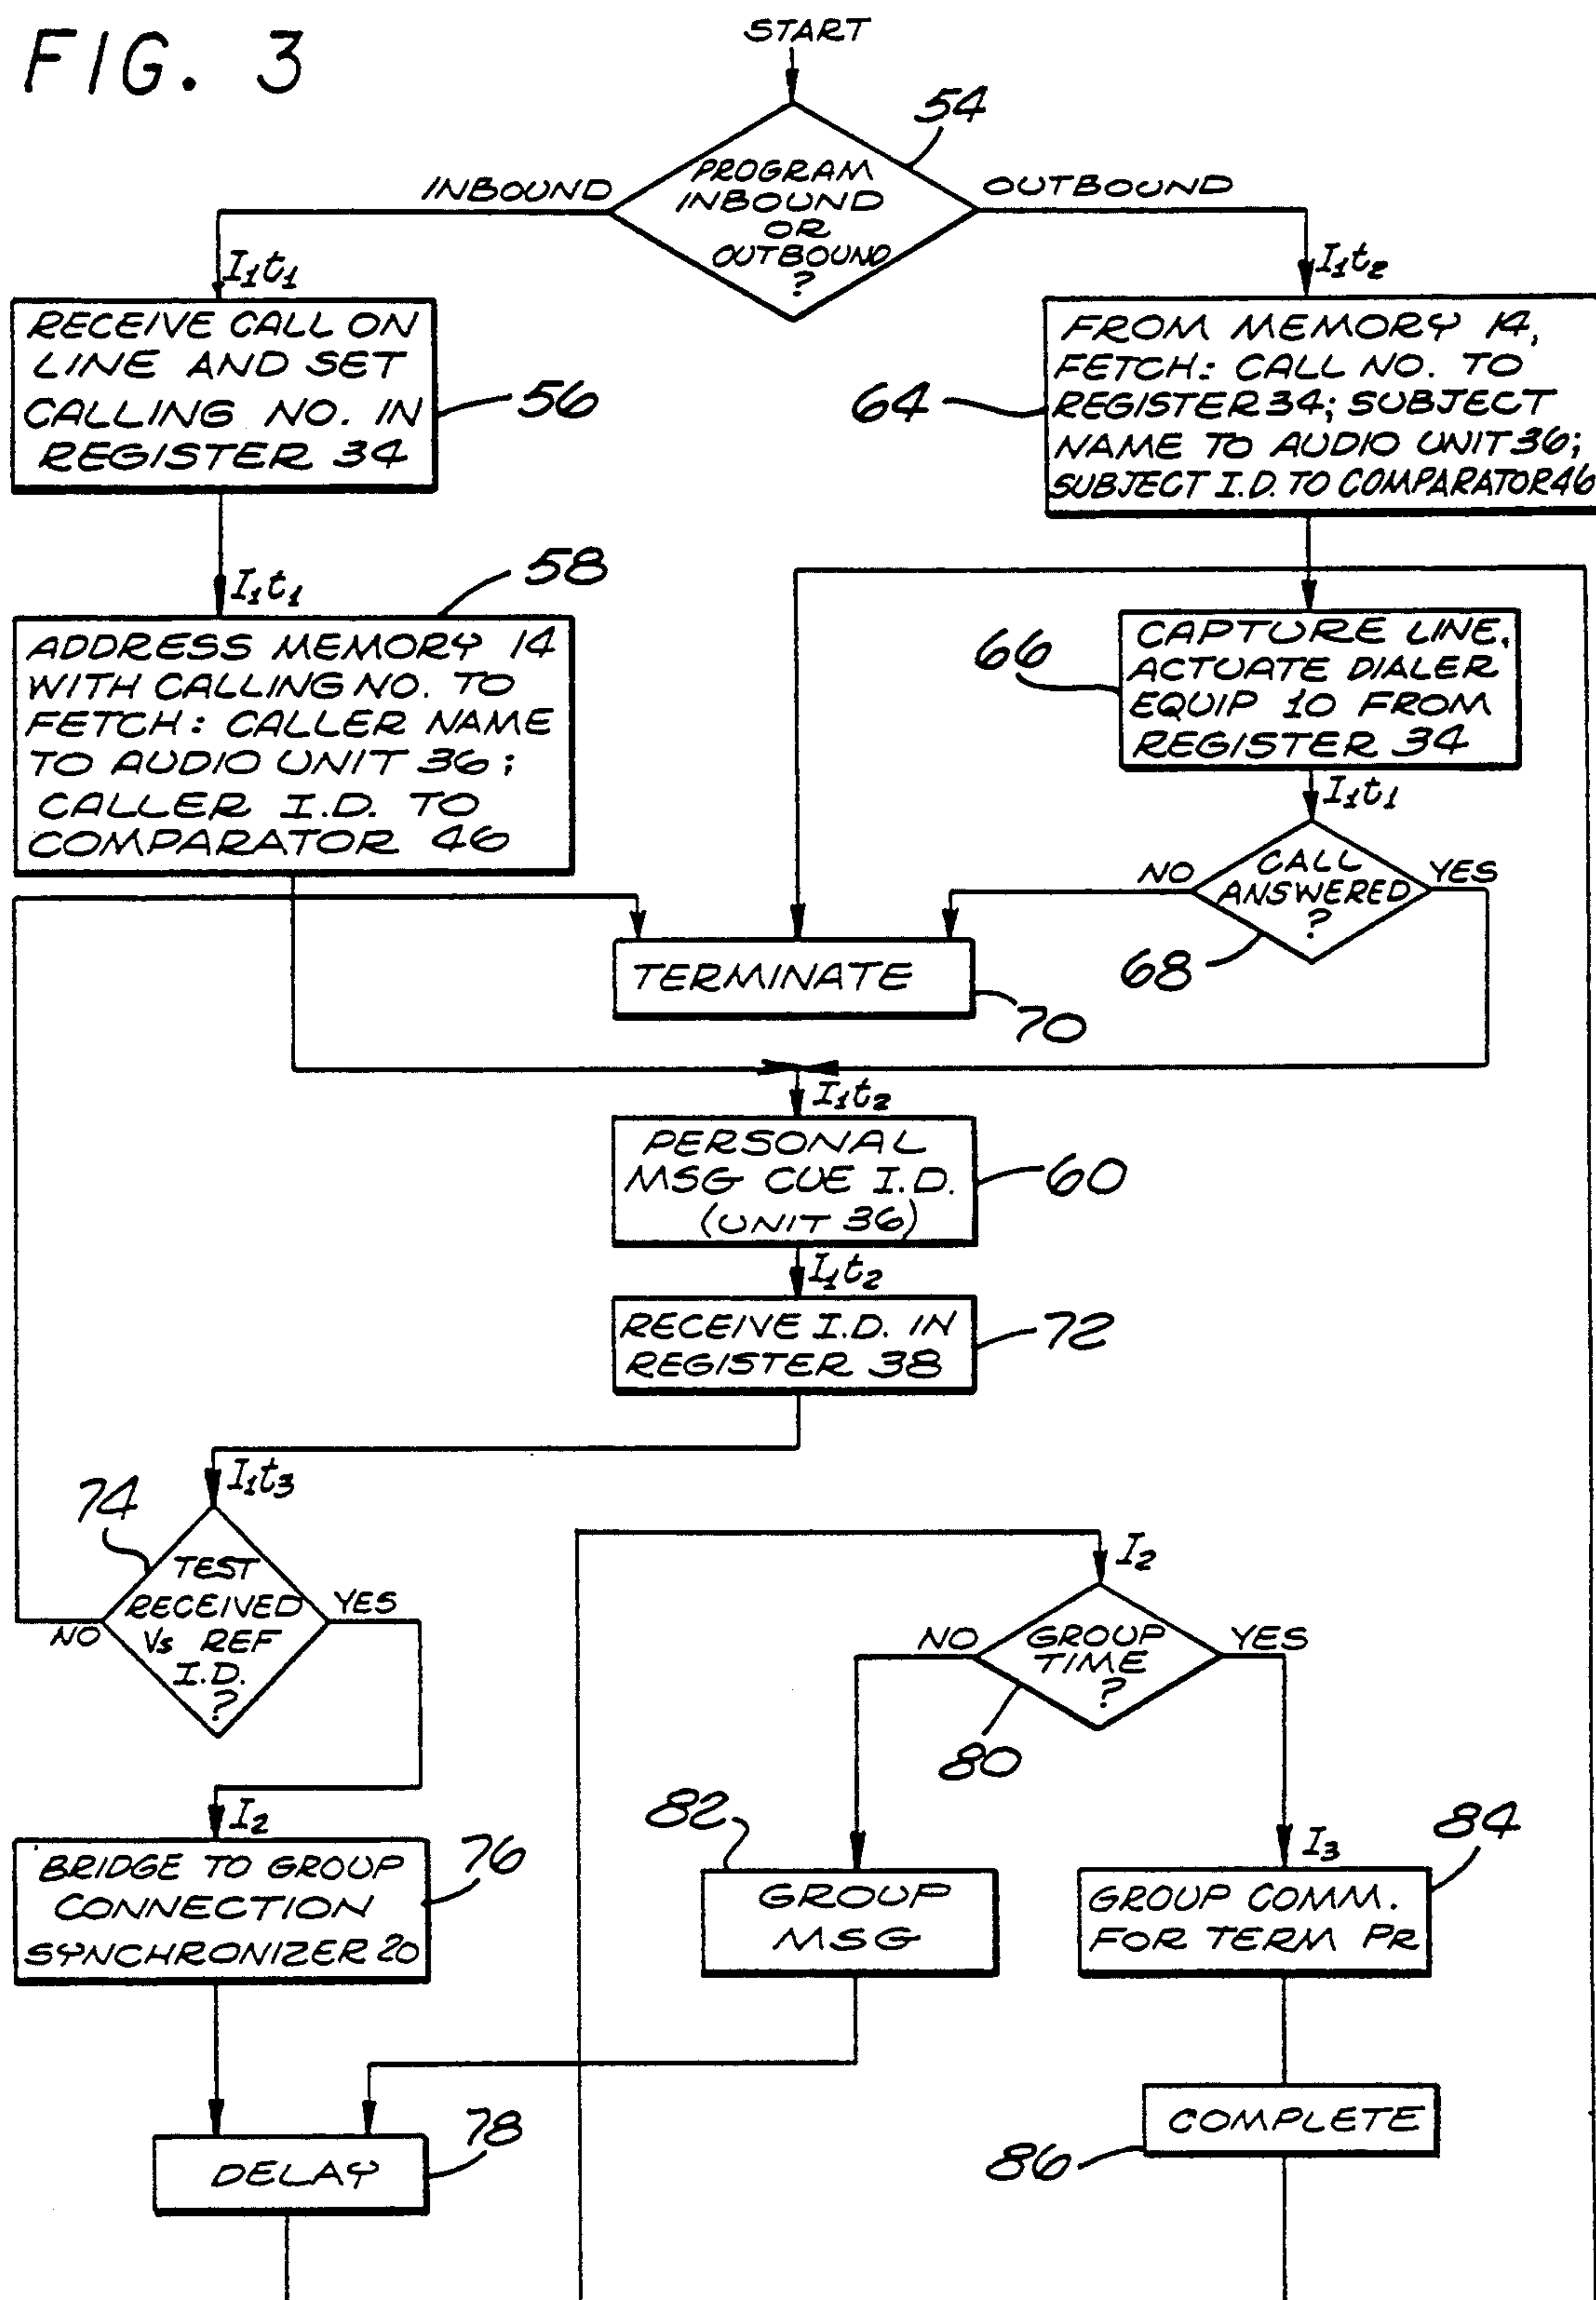 FIG. 3
START
54
PROGRAM
INBOUND
OR
OUTBOUND
?
INBOUND
OUTBOUND
I1t1
I1t2
RECEIVE CALL ON
LINE AND SET
CALLING NO. IN
REGISTER 34
56
64
FROM MEMORY 14,
FETCH: CALL NO. TO
REGISTER 34; SUBJECT
NAME TO AUDIO UNIT 36;
SUBJECT I.D. TO COMPARATOR 46
I1t1
58
ADDRESS MEMORY 14
WITH CALLING NO. TO
FETCH: CALLER NAME
TO AUDIO UNIT 36;
CALLER I.D. TO
COMPARATOR 46
66
CAPTURE LINE,
ACTUATE DIALER
EQUIP 10 FROM
REGISTER 34
I1t1
NO
CALL
ANSWERED
?
YES
68
TERMINATE
70
I1t2
PERSONAL
MSG CUE I.D.
(UNIT 36)
60
I1t2
RECEIVE I.D. IN
REGISTER 38
72
I1t3
74
TEST
RECEIVED
Vs REF
I.D.
?
NO
YES
I2
BRIDGE TO GROUP
CONNECTION
SYNCHRONIZER 20
76
DELAY
78
I2
NO
GROUP
TIME
?
YES
80
82
GROUP
MSG
I3
84
GROUP COMM.
FOR TERM PR
COMPLETE
86